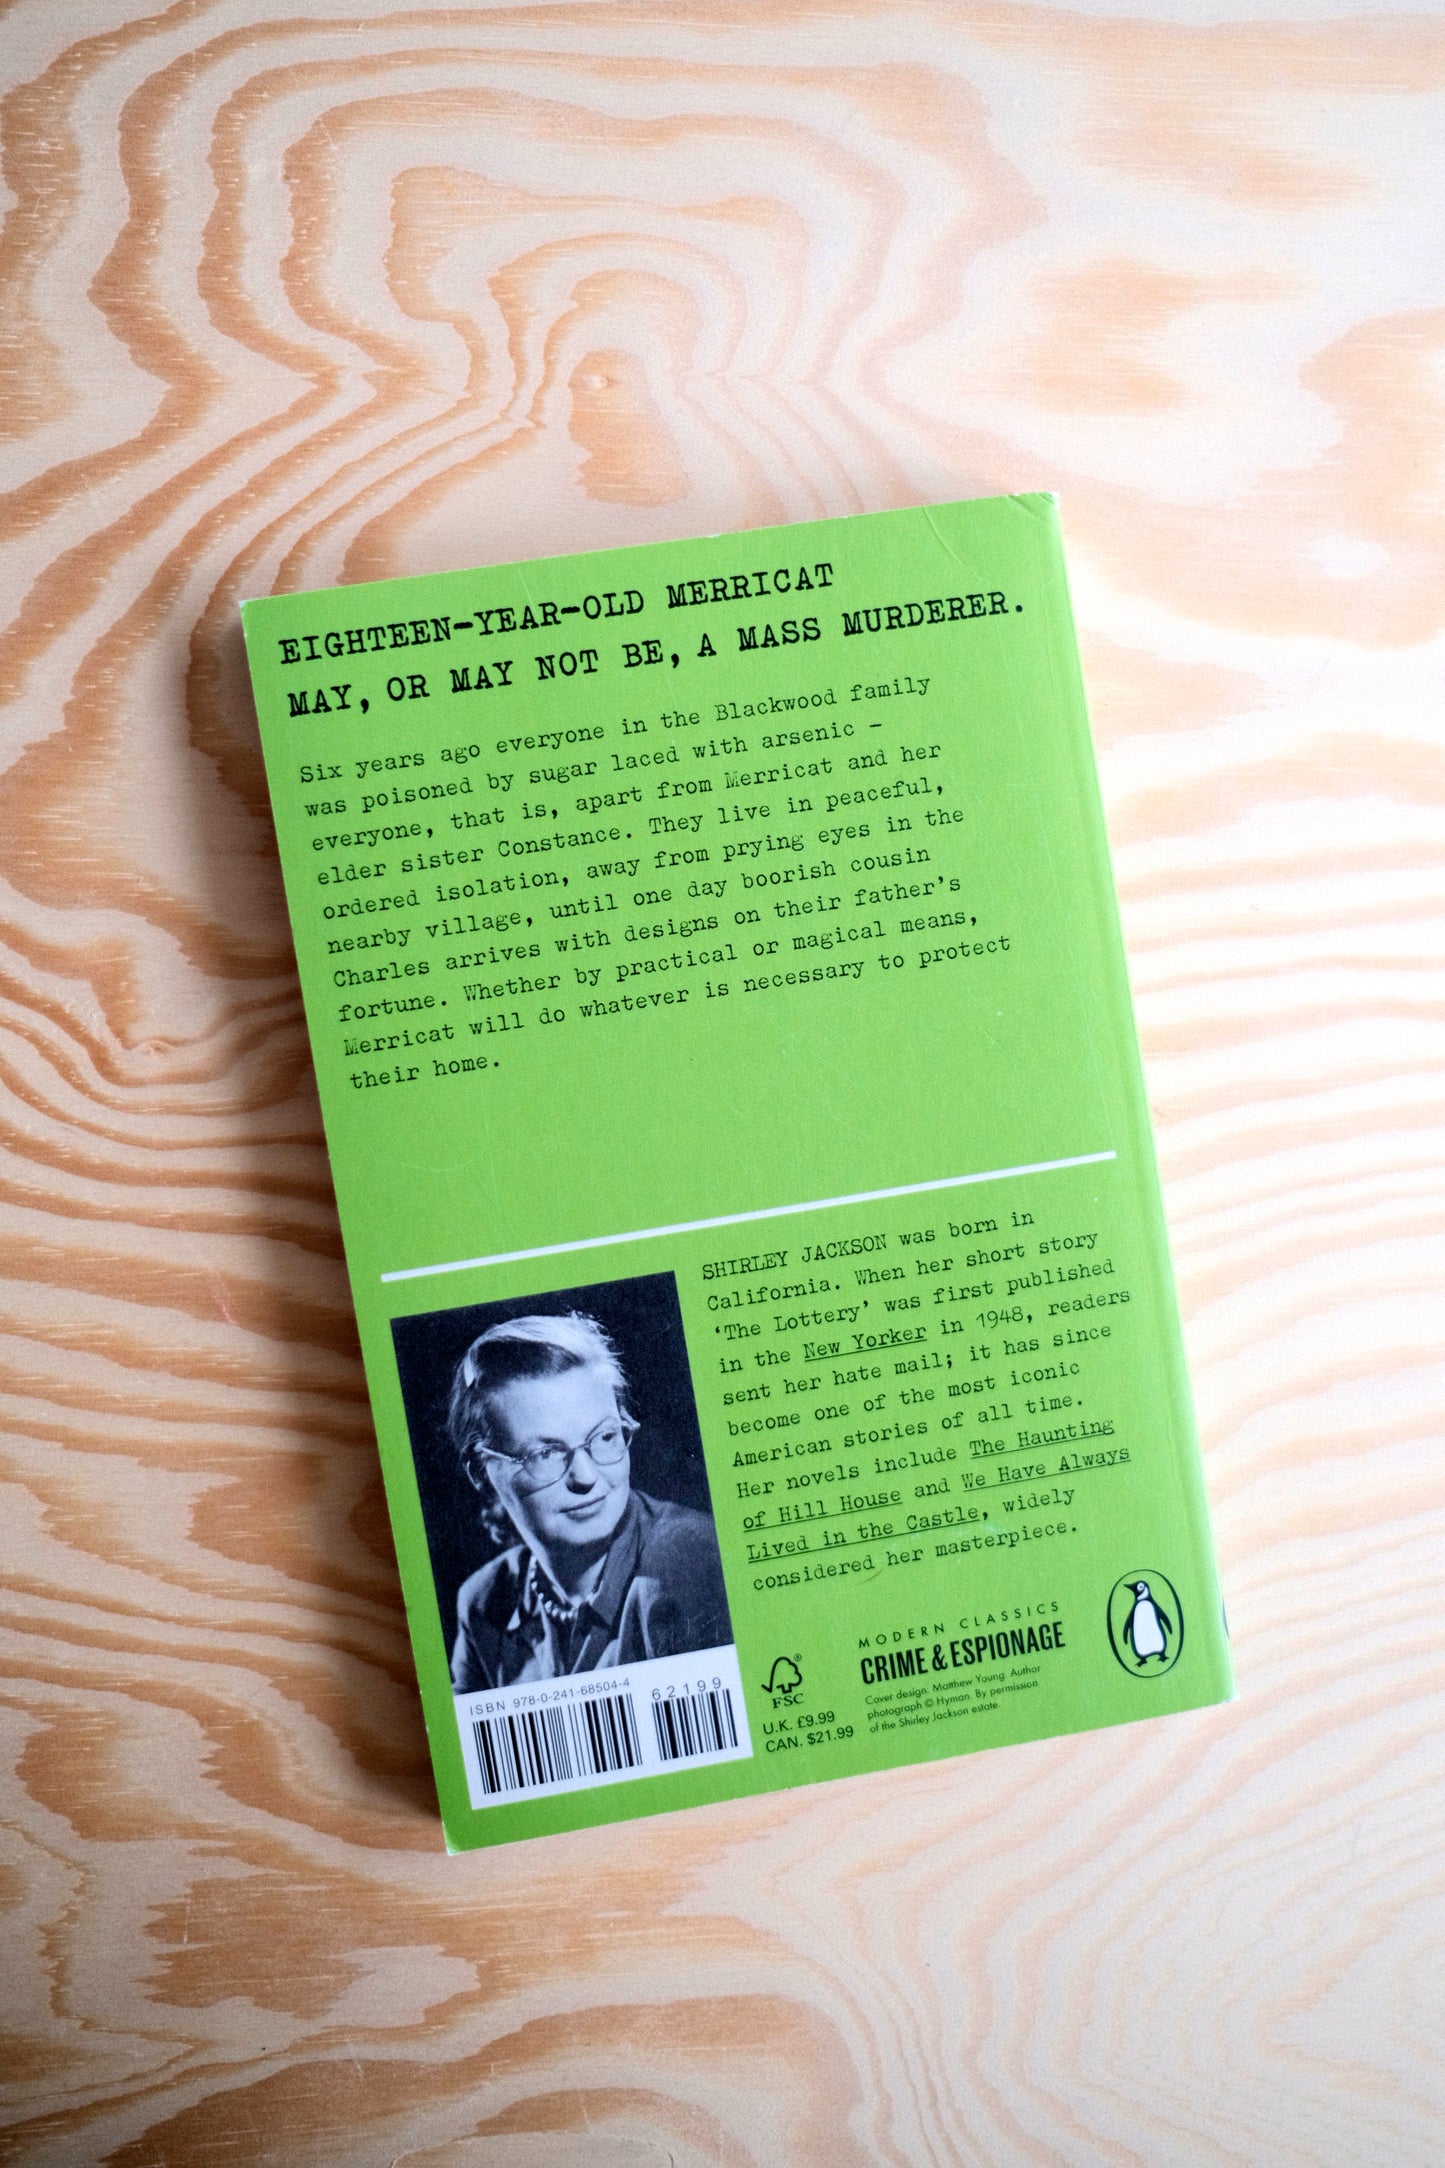 EIGHTEEN-YEAR-OLD MERRICAT
MAY, OR MAY NOT BE, A MASS MURDERER.
Six years ago everyone in the Blackwood family
was poisoned by sugar laced with arsenic –
everyone, that is, apart from Merricat and her
elder sister Constance. They live in peaceful,
ordered isolation, away from prying eyes in the
nearby village, until one day boorish cousin
Charles arrives with designs on their father’s
fortune. Whether by practical or magical means,
Merricat will do whatever is necessary to protect
their home.
SHIRLEY JACKSON was born in
California. When her short story
‘The Lottery’ was first published
in the New Yorker in 1948, readers
sent her hate mail; it has since
become one of the most iconic
American stories of all time.
Her novels include The Haunting
of Hill House and We Have Always
Lived in the Castle, widely
considered her masterpiece.
ISBN 978-0-241-68504-4
62199
®
FSC
U.K. £9.99
CAN. $21.99
MODERN CLASSICS
CRIME & ESPIONAGE
Cover design: Matthew Young. Author
photograph © Hyman. By permission
of the Shirley Jackson estate.